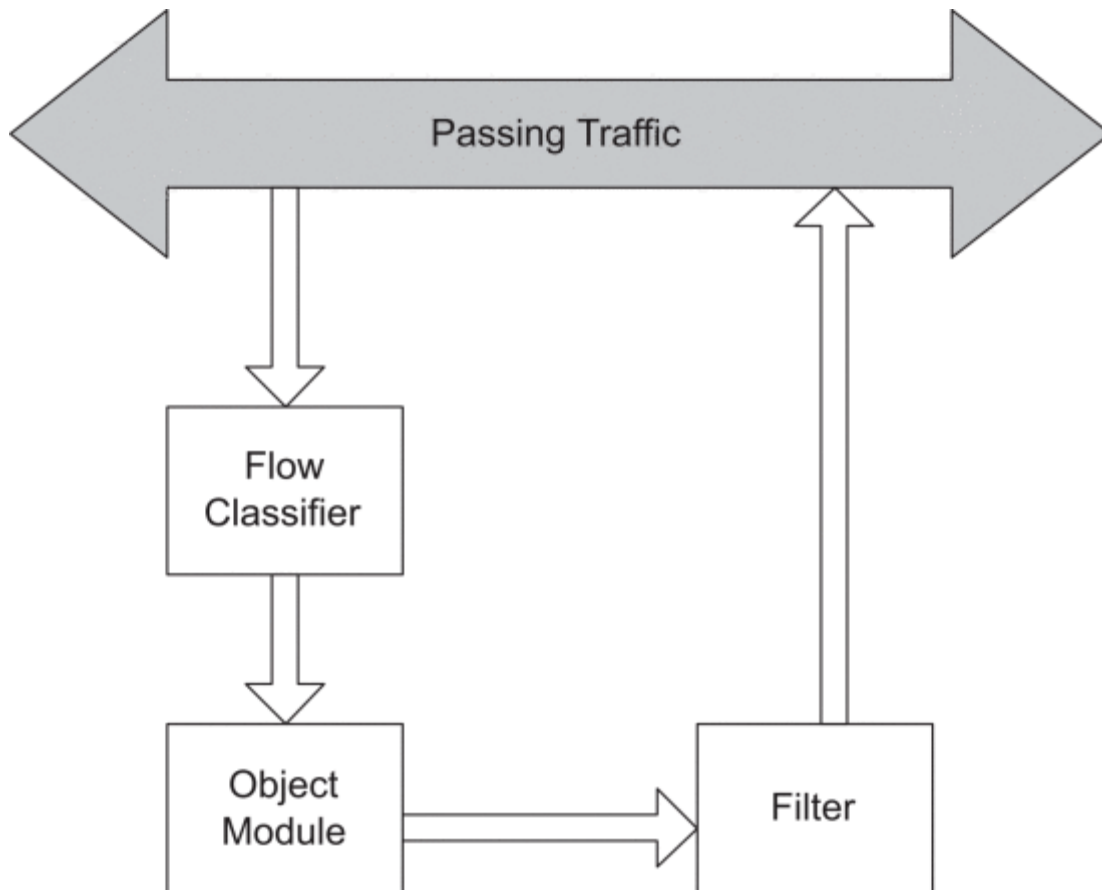 Passing Traffic
Flow
Classifier
Object
Module
Filter